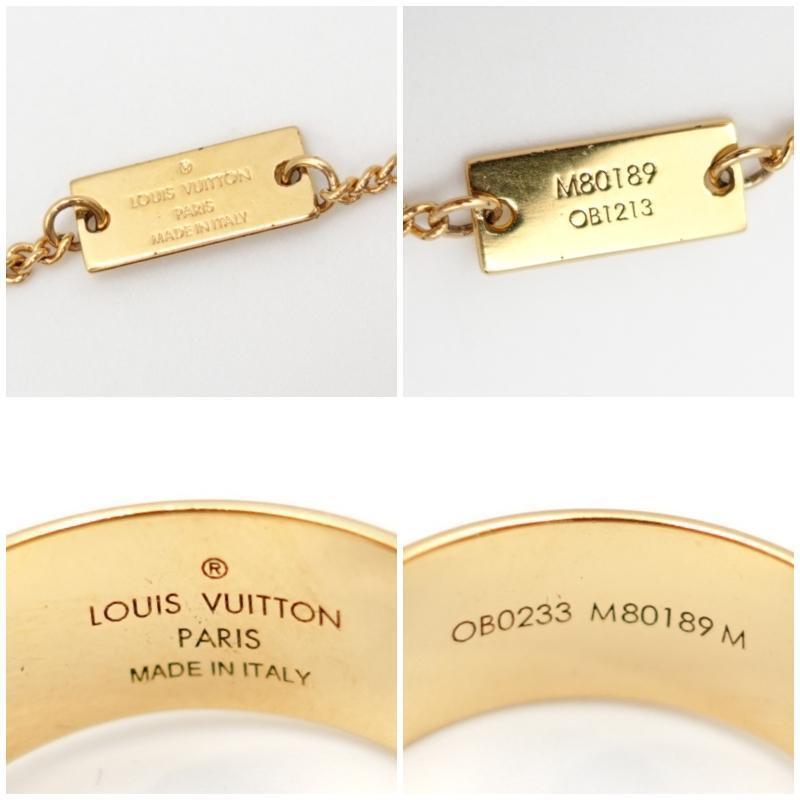 ®
LOUIS VUITTON
PARIS
MADE IN ITALY
M80189
OB1213
®
LOUIS VUITTON
PARIS
MADE IN ITALY
OB0233 M80189 M